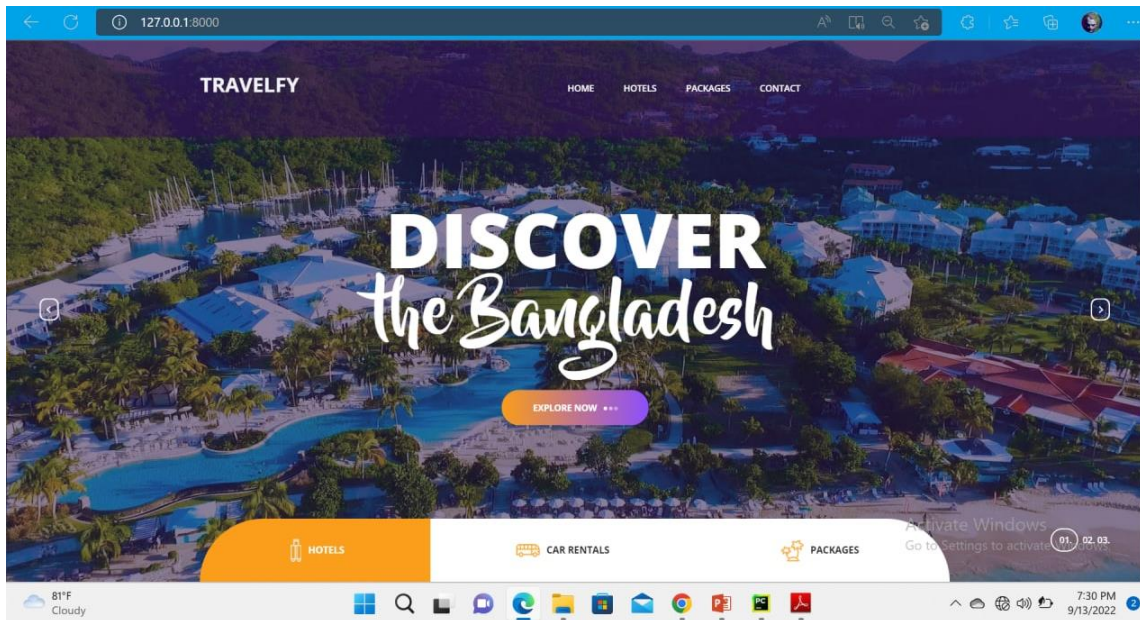 127.0.0.1:8000
TRAVELFY
HOME HOTELS PACKAGES CONTACT
DISCOVER
the Bangladesh
EXPLORE NOW
HOTELS CAR RENTALS PACKAGES
Activate Windows
Go to Settings to activate Windows.
01. 02. 03.
81°F
Cloudy
7:30 PM
9/13/2022
2